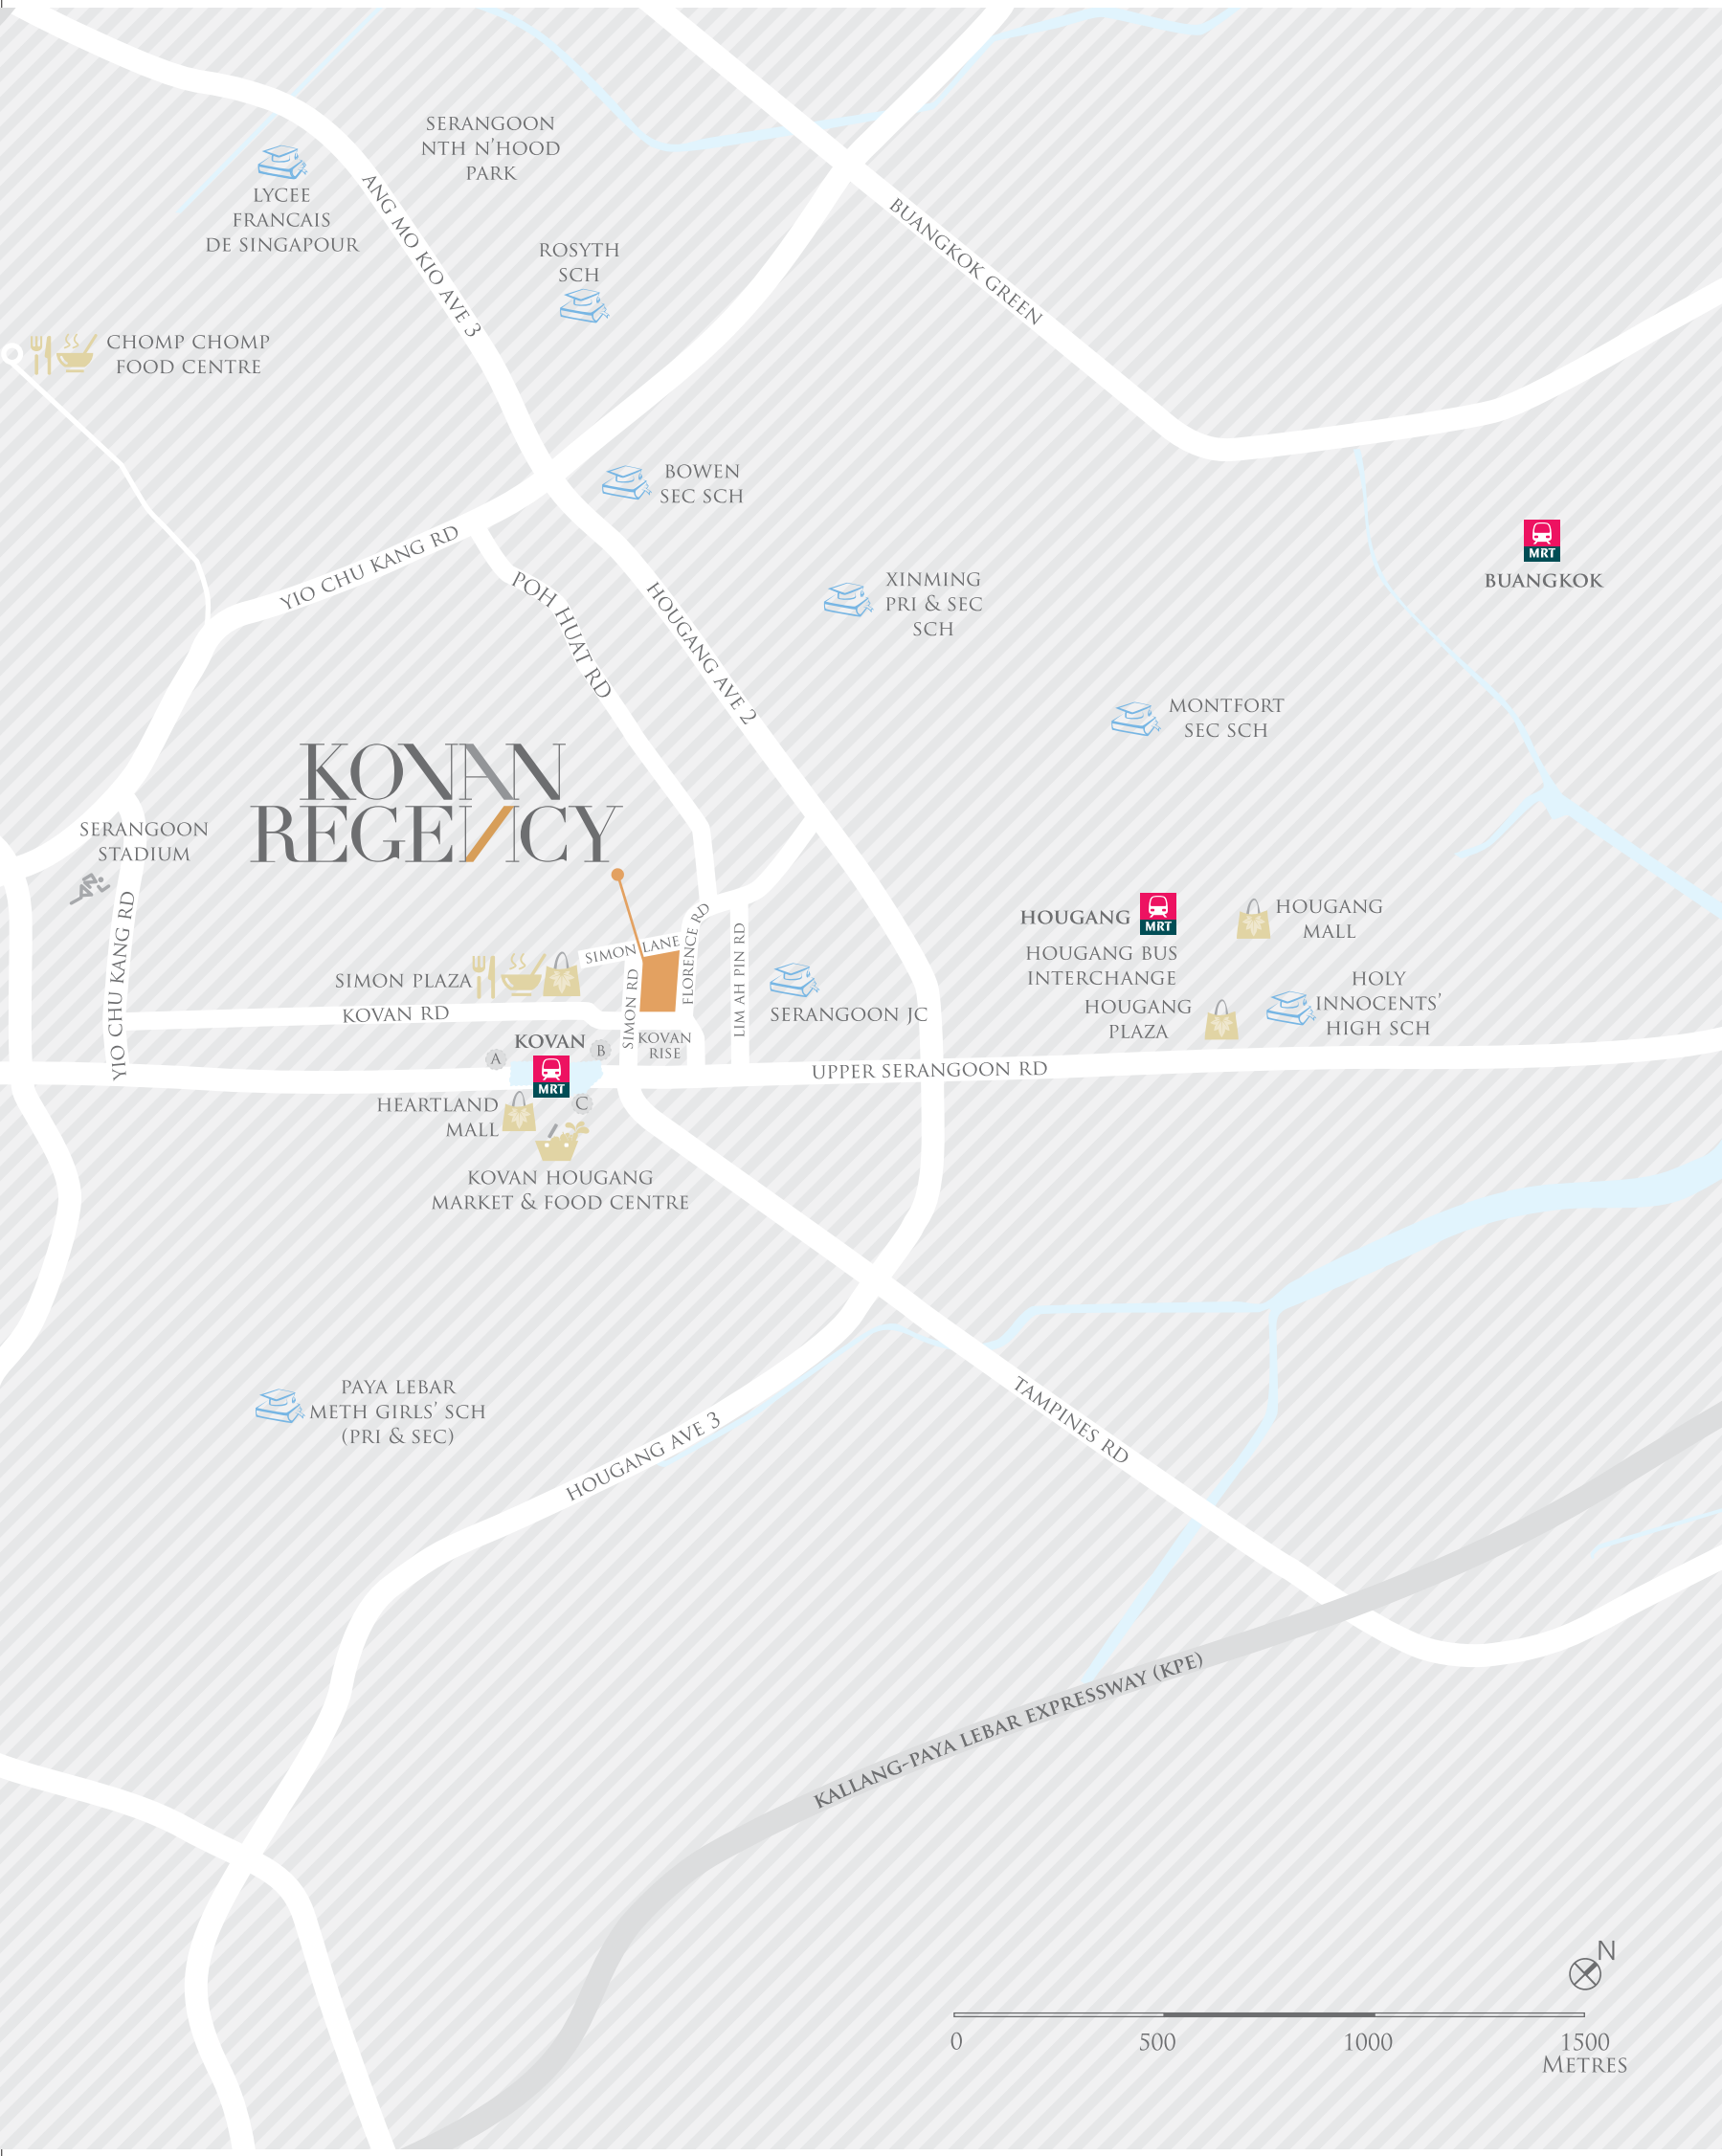 SERANGOON
NTH N'HOOD
PARK
LYCEE
FRANCAIS
DE SINGAPOUR
ANG MO KIO AVE 3
BUANGKOK GREEN
ROSYTH
SCH
CHOMP CHOMP
FOOD CENTRE
BOWEN
SEC SCH
YIO CHU KANG RD
POH HUAT RD
HOUGANG AVE 2
XINMING
PRI & SEC
SCH
MRT
BUANGKOK
MONTFORT
SEC SCH
KOVAN
REGENCY
SERANGOON
STADIUM
YIO CHU KANG RD
SIMON LANE
FLORENCE RD
SIMON RD
LIM AH PIN RD
SIMON PLAZA
KOVAN RD
KOVAN
RISE
SERANGOON JC
HOUGANG
MRT
HOUGANG BUS
INTERCHANGE
HOUGANG
MALL
HOUGANG
PLAZA
HOLY
INNOCENTS'
HIGH SCH
KOVAN
A
B
MRT
C
UPPER SERANGOON RD
HEARTLAND
MALL
KOVAN HOUGANG
MARKET & FOOD CENTRE
PAYA LEBAR
METH GIRLS' SCH
(PRI & SEC)
HOUGANG AVE 3
TAMPINES RD
KALLANG-PAYA LEBAR EXPRESSWAY (KPE)
N
0 500 1000 1500
METRES